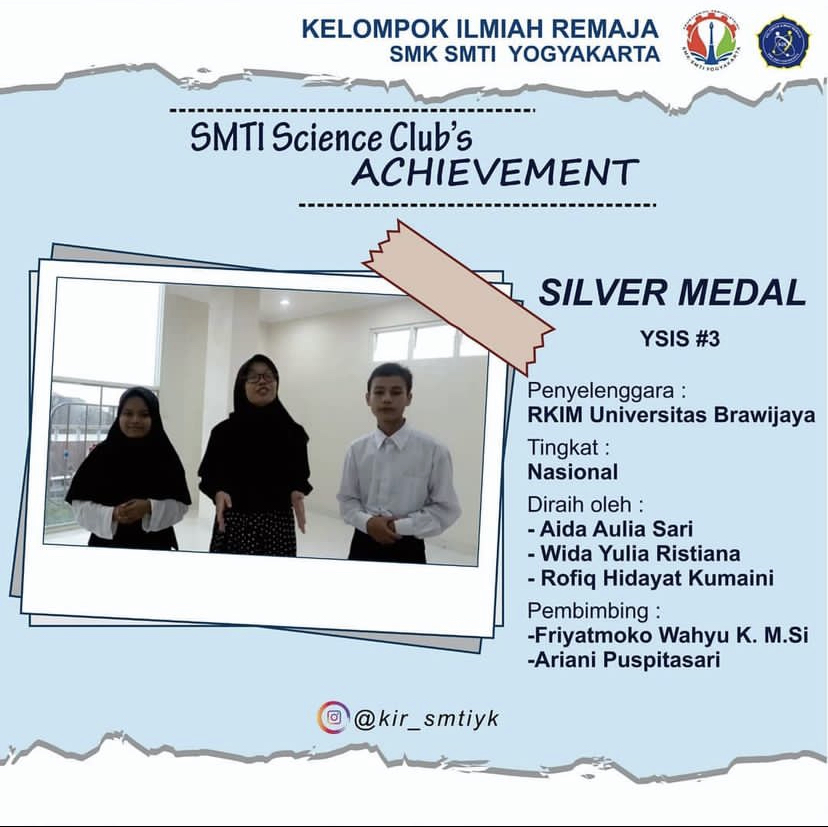 KELOMPOK ILMIAH REMAJA
SMK SMTI YOGYAKARTA
SMTI Science Club's
ACHIEVEMENT
SILVER MEDAL
YSIS #3
Penyelenggara :
RKIM Universitas Brawijaya
Tingkat :
Nasional
Diraih oleh :
- Aida Aulia Sari
- Wida Yulia Ristiana
- Rofiq Hidayat Kumaini
Pembimbing :
-Friyatmoko Wahyu K. M.Si
-Ariani Puspitasari
@kir_smtiyk